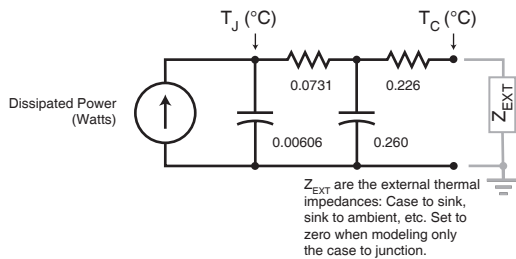 T_J (°C)
T_C (°C)
0.0731
0.226
Dissipated Power
(Watts)
Z_EXT
0.00606
0.260
Z_EXT are the external thermal
impedances: Case to sink,
sink to ambient, etc. Set to
zero when modeling only
the case to junction.